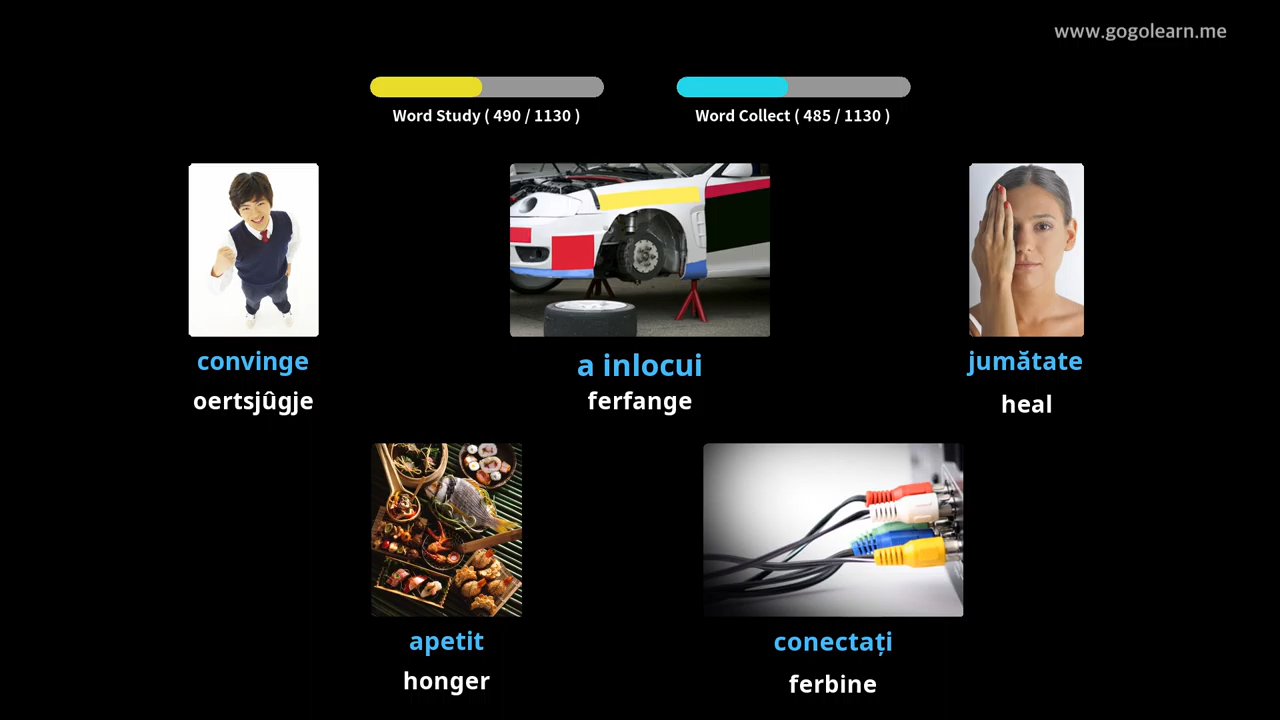 www.gogolearn.me
Word Study ( 490 / 1130 )
Word Collect ( 485 / 1130 )
convinge
oertsjûgje
a inlocui
ferfange
jumătate
heal
apetit
honger
conectați
ferbine